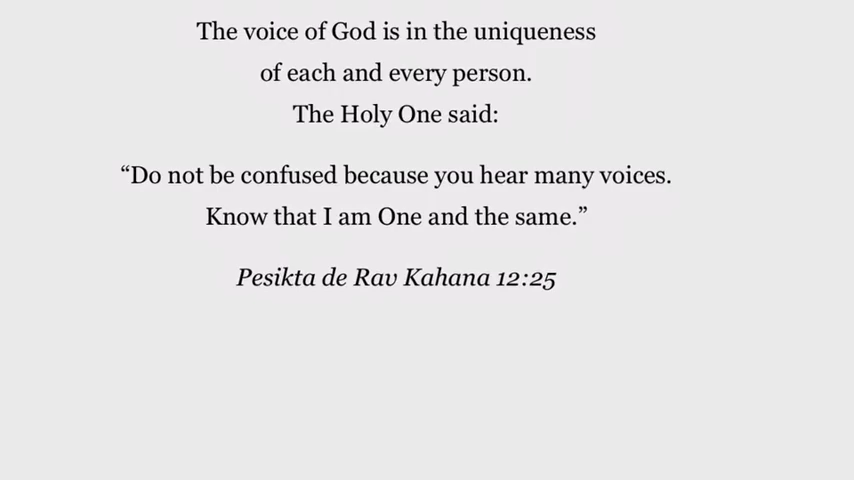 The voice of God is in the uniqueness
of each and every person.
The Holy One said:
“Do not be confused because you hear many voices.
Know that I am One and the same.”
Pesikta de Rav Kahana 12:25